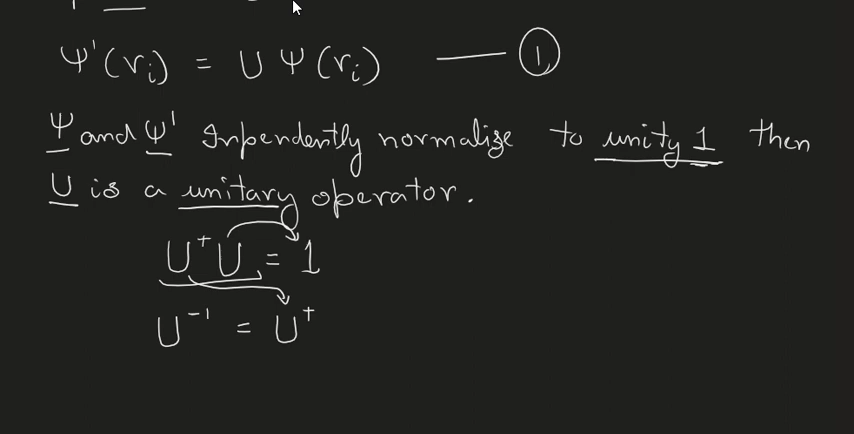 Ψ'(rᵢ) = U Ψ(rᵢ) —— ①
Ψ and Ψ' Inpendently normalize to unity 1 then
U is a unitary operator.
U⁺U = 1
U⁻¹ = U⁺